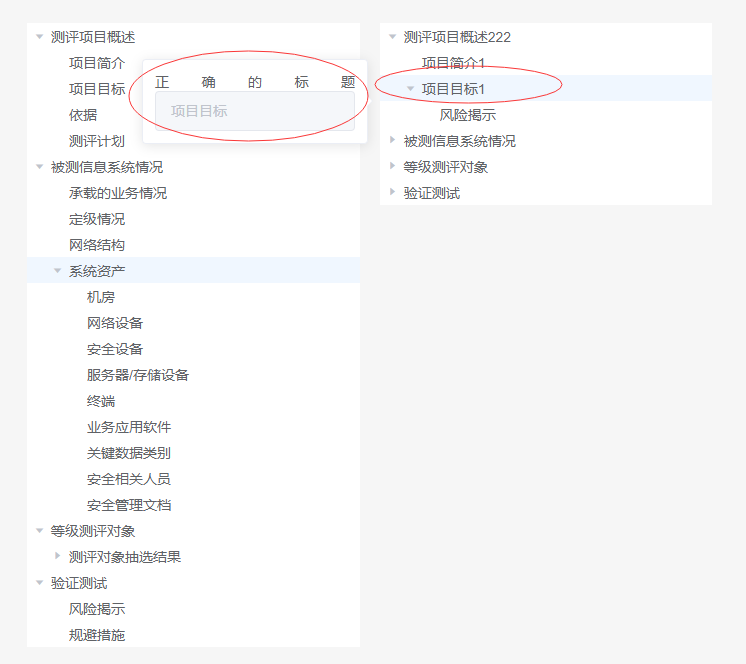 测评项目概述
项目简介
项目目标
依据
测评计划
被测信息系统情况
承载的业务情况
定级情况
网络结构
系统资产
机房
网络设备
安全设备
服务器/存储设备
终端
业务应用软件
关键数据类别
安全相关人员
安全管理文档
等级测评对象
测评对象抽选结果
验证测试
风险揭示
规避措施
正确的标题
项目目标
测评项目概述222
项目简介1
项目目标1
风险揭示
被测信息系统情况
等级测评对象
验证测试